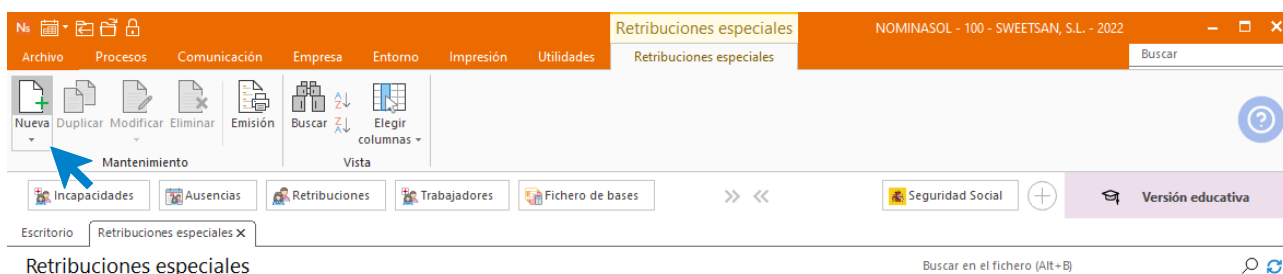 Ns Retribuciones especiales NOMINASOL - 100 - SWEETSAN, S.L. - 2022
Archivo Procesos Comunicación Empresa Entorno Impresión Utilidades Retribuciones especiales Buscar
Nueva Duplicar Modificar Eliminar Emisión Buscar A Z Z A Elegir
columnas
Mantenimiento Vista
Incapacidades Ausencias Retribuciones Trabajadores Fichero de bases Seguridad Social Versión educativa
Escritorio Retribuciones especiales X
Retribuciones especiales Buscar en el fichero (Alt+B)